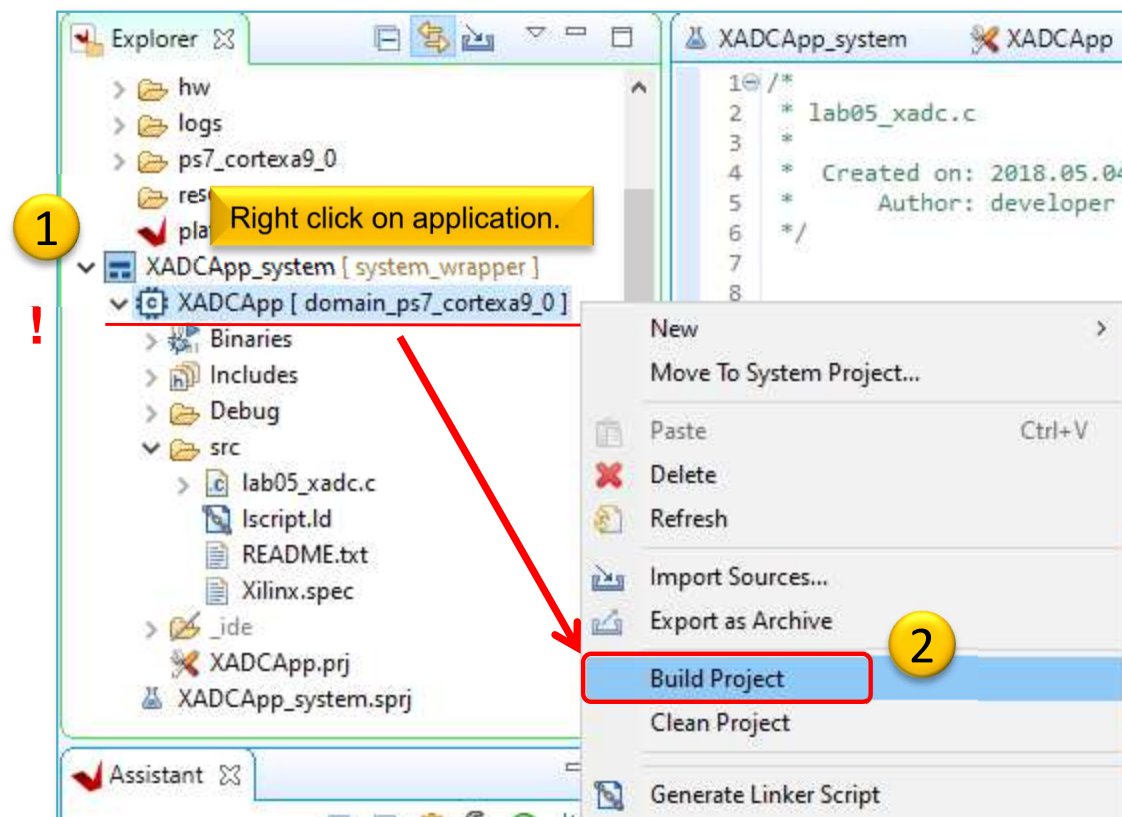 Explorer
hw
logs
ps7_cortexa9_0
1
Right click on application.
XADCApp_system [ system_wrapper ]
!
XADCApp [ domain_ps7_cortexa9_0 ]
Binaries
Includes
Debug
src
lab05_xadc.c
lscript.ld
README.txt
Xilinx.spec
_ide
XADCApp.prj
XADCApp_system.sprj
Assistant
XADCApp_system XADCApp
1 /*
2 * lab05_xadc.c
3 *
4 * Created on: 2018.05.04
5 * Author: developer
6 */
7
8
New
Move To System Project...
Paste Ctrl+V
Delete
Refresh
Import Sources...
Export as Archive
2
Build Project
Clean Project
Generate Linker Script